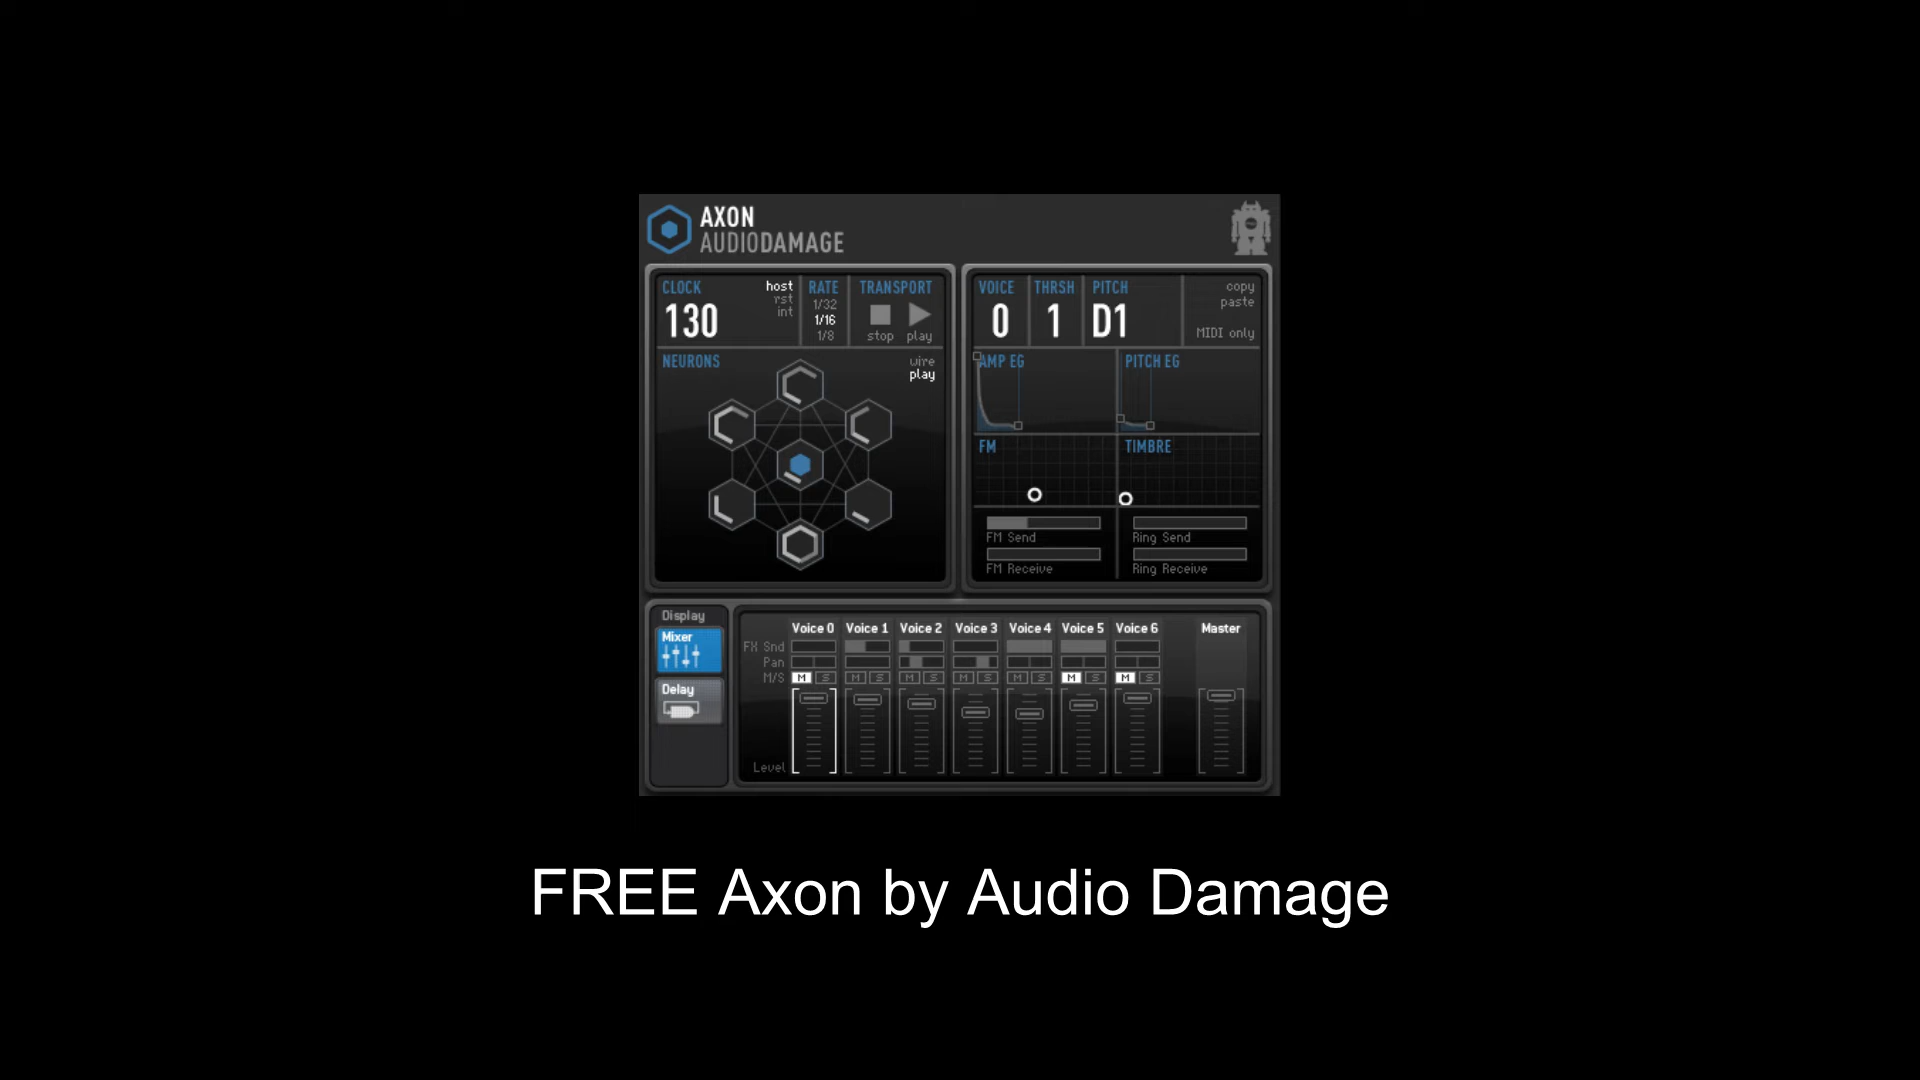 AXON
AUDIODAMAGE
CLOCK
130
host
rst
int
RATE
1/32
1/16
1/8
TRANSPORT
stop play
NEURONS
wire
play
VOICE THRSH PITCH
0 1 D1
copy
paste
MIDI only
AMP EG PITCH EG
FM TIMBRE
FM Send Ring Send
FM Receive Ring Receive
Display
Mixer
Delay
Voice 0 Voice 1 Voice 2 Voice 3 Voice 4 Voice 5 Voice 6 Master
FX Snd
Pan
M/S M S M S M S M S M S M S M S
Level
FREE Axon by Audio Damage